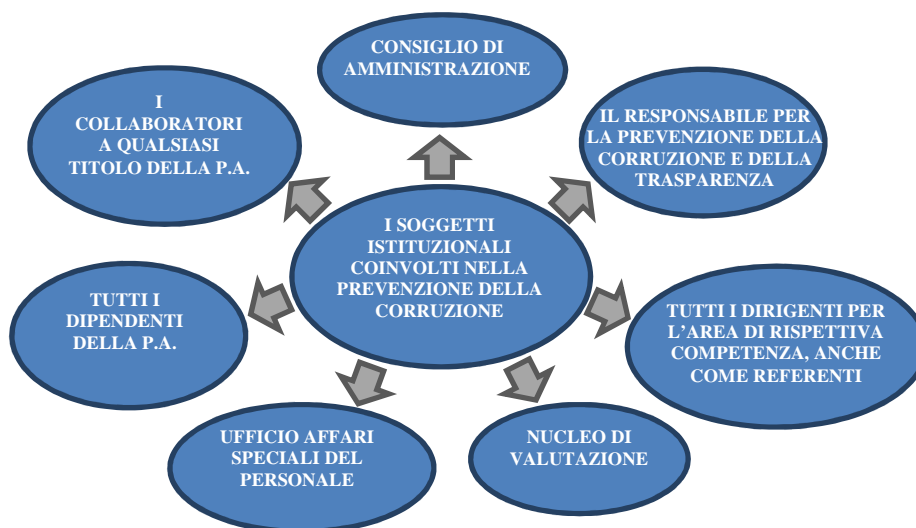 CONSIGLIO DI
AMMINISTRAZIONE
I
COLLABORATORI
A QUALSIASI
TITOLO DELLA P.A.
IL RESPONSABILE PER
LA PREVENZIONE DELLA
CORRUZIONE E DELLA
TRASPARENZA
I SOGGETTI
ISTITUZIONALI
COINVOLTI NELLA
PREVENZIONE DELLA
CORRUZIONE
TUTTI I
DIPENDENTI
DELLA P.A.
TUTTI I DIRIGENTI PER
L’AREA DI RISPETTIVA
COMPETENZA, ANCHE
COME REFERENTI
UFFICIO AFFARI
SPECIALI DEL
PERSONALE
NUCLEO DI
VALUTAZIONE